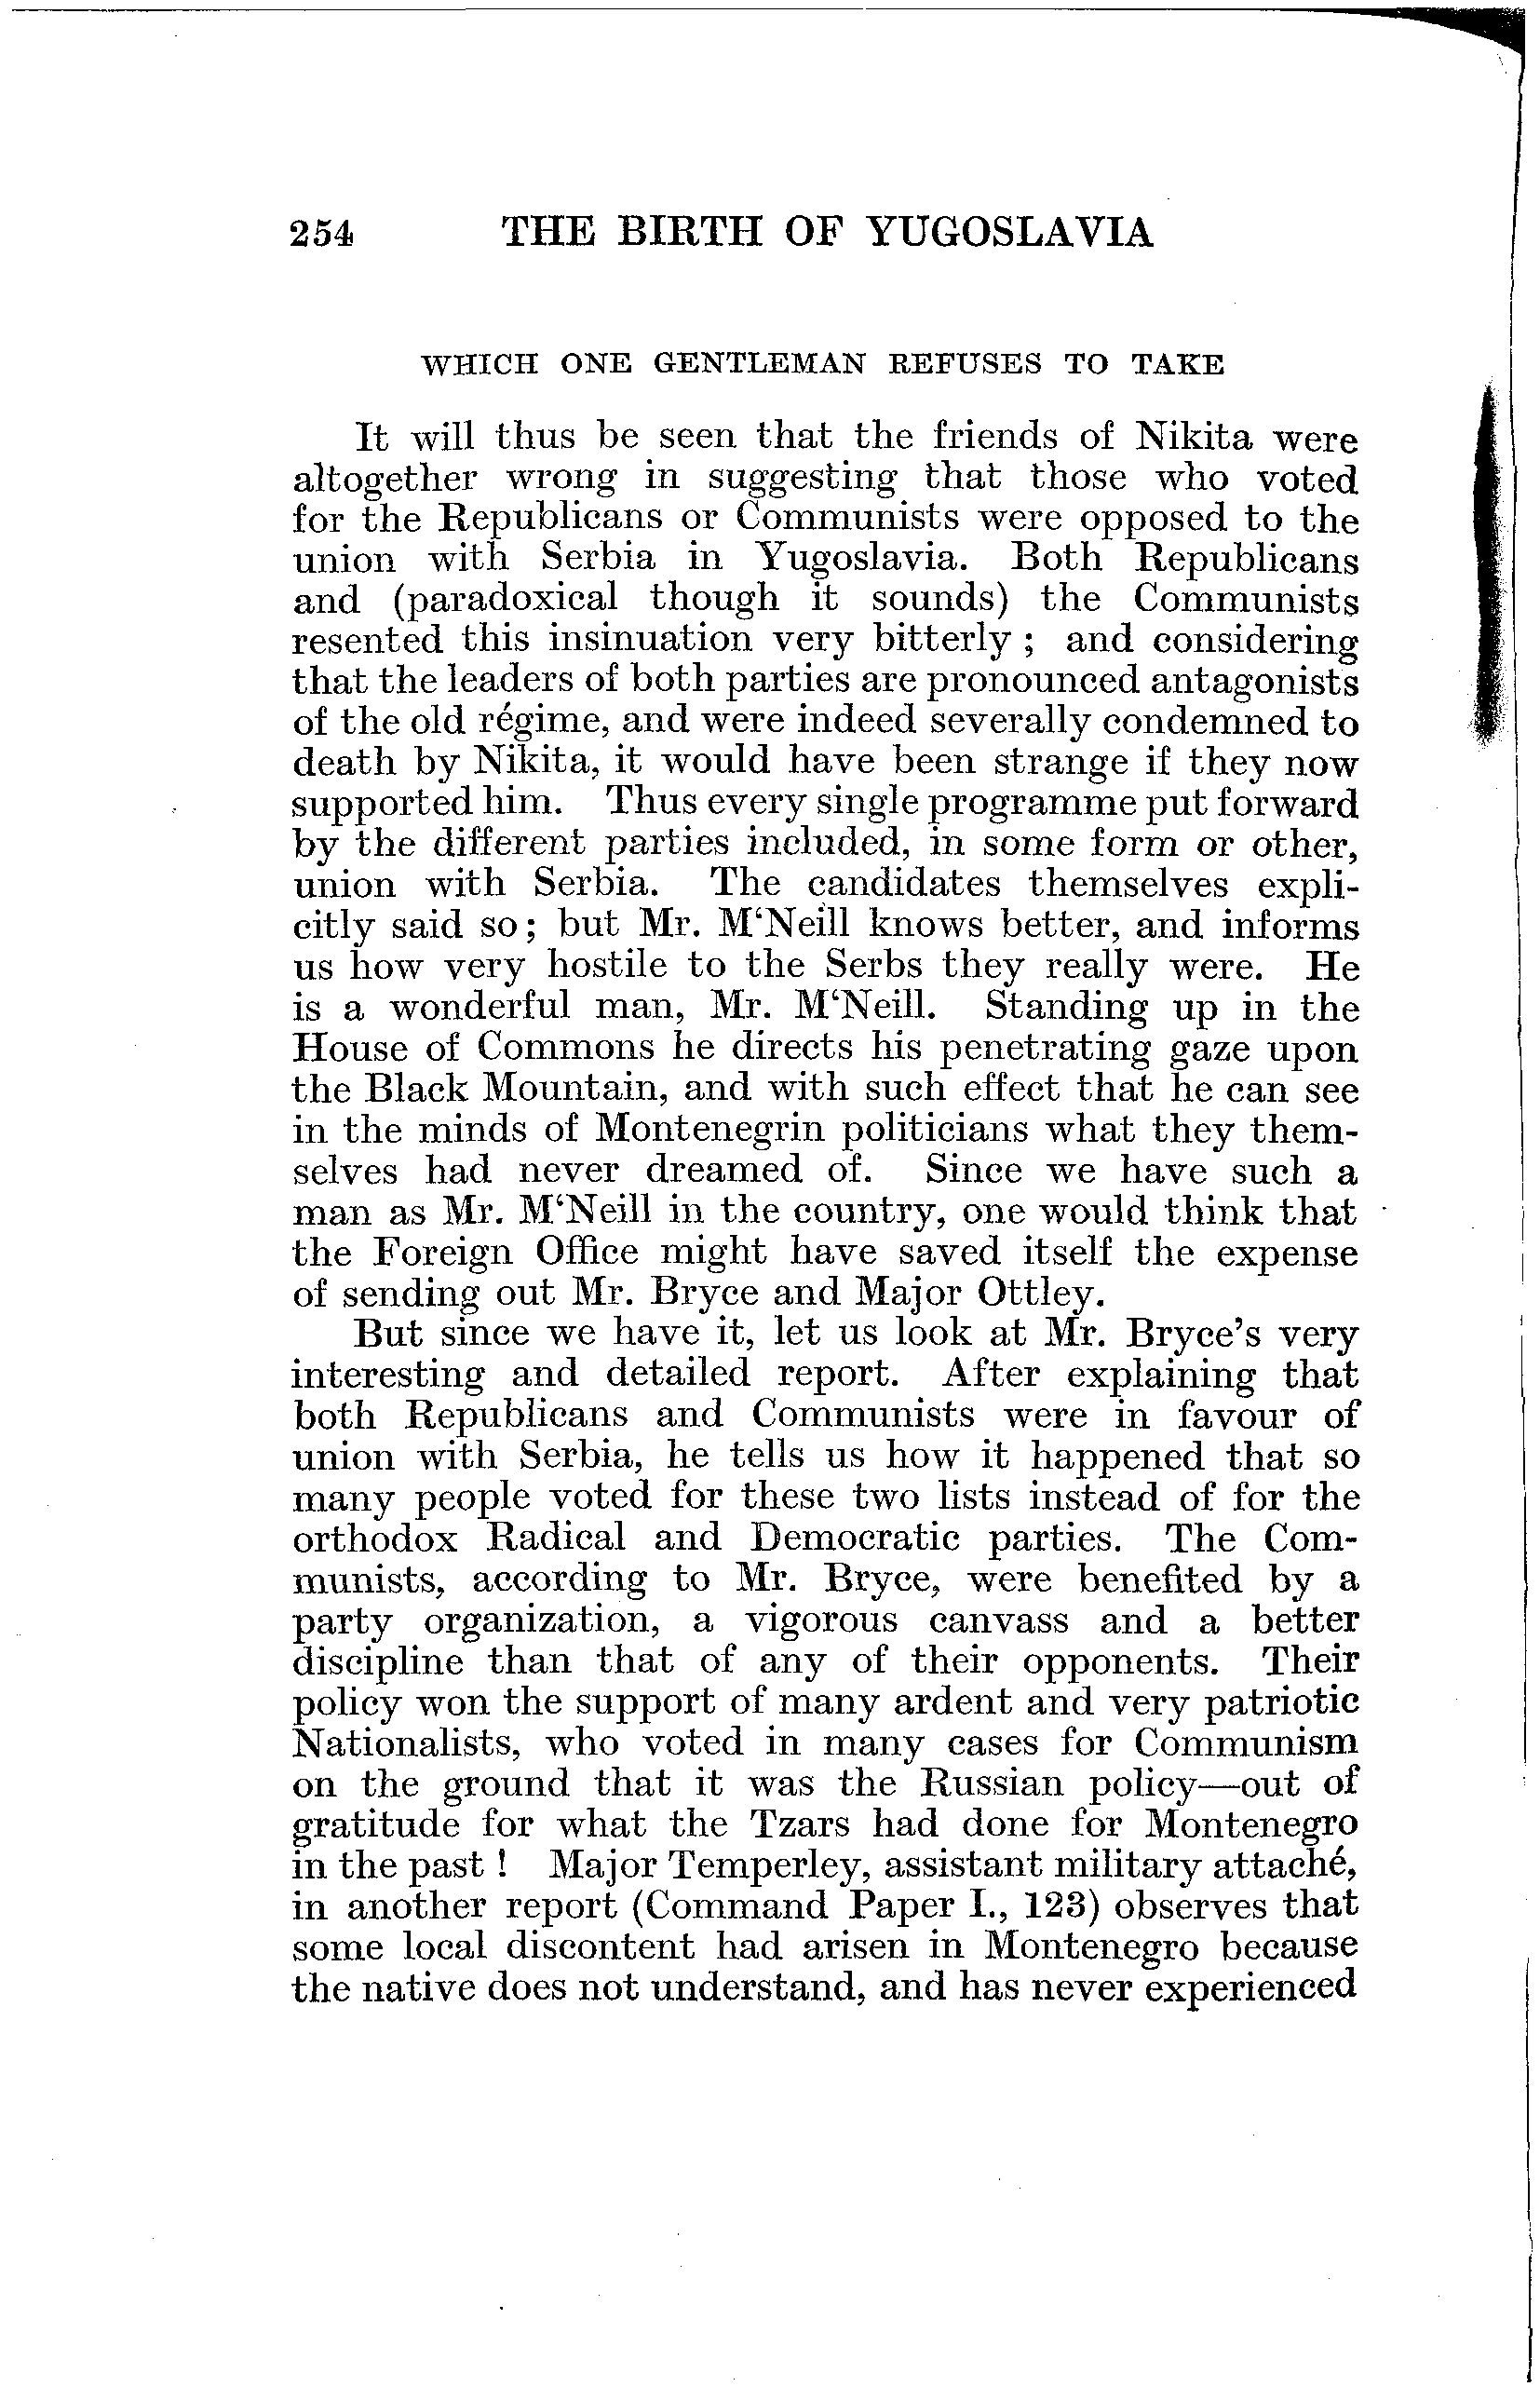 254 THE BIRTH OF YUGOSLAVIA
WHICH ONE GENTLEMAN REFUSES TO TAKE
It will thus be seen that the friends of Nikita were
altogether wrong in suggesting that those who voted
for the Republicans or Communists were opposed to the
union with Serbia in Yugoslavia. Both Republicans
and (paradoxical though it sounds) the Communists
resented this insinuation very bitterly ; and considering
that the leaders of both parties are pronounced antagonists
of the old régime, and were indeed severally condemned to
death by Nikita, it would have been strange if they now
supported him. Thus every single programme put forward
by the different parties included, in some form or other,
union with Serbia. The candidates themselves expli-
citly said so ; but Mr. M‘Neill knows better, and informs
us how very hostile to the Serbs they really were. He
is a wonderful man, Mr. M‘Neill. Standing up in the
House of Commons he directs his penetrating gaze upon
the Black Mountain, and with such effect that he can see
in the minds of Montenegrin politicians what they them-
selves had never dreamed of. Since we have such a
man as Mr. M‘Neill in the country, one would think that
the Foreign Office might have saved itself the expense
of sending out Mr. Bryce and Major Ottley.
But since we have it, let us look at Mr. Bryce's very
interesting and detailed report. After explaining that
both Republicans and Communists were in favour of
union with Serbia, he tells us how it happened that so
many people voted for these two lists instead of for the
orthodox Radical and Democratic parties. The Com-
munists, according to Mr. Bryce, were benefited by a
party organization, a vigorous canvass and a better
discipline than that of any of their opponents. Their
policy won the support of many ardent and very patriotic
Nationalists, who voted in many cases for Communism
on the ground that it was the Russian policy—out of
gratitude for what the Tzars had done for Montenegro
in the past ! Major Temperley, assistant military attaché,
in another report (Command Paper I., 123) observes that
some local discontent had arisen in Montenegro because
the native does not understand, and has never experienced